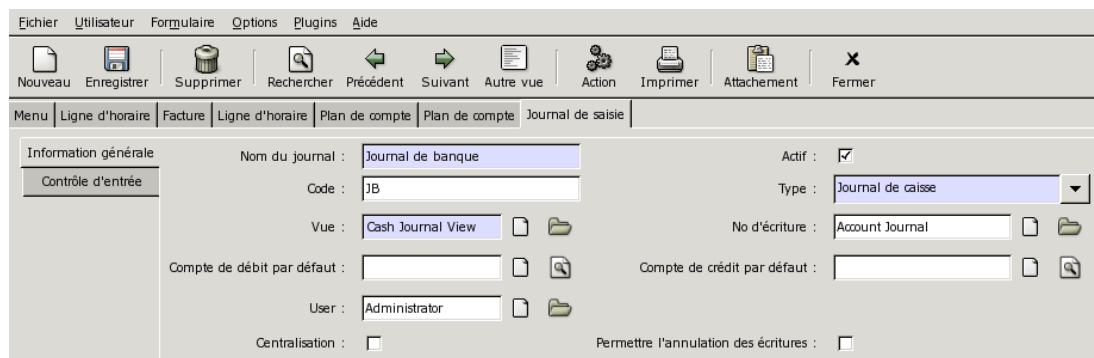 Fichier Utilisateur Formulaire Options Plugins Aide
Nouveau Enregistrer Supprimer Rechercher Précédent Suivant Autre vue Action Imprimer Attachement Fermer
Menu Ligne d'horaire Facture Ligne d'horaire Plan de compte Plan de compte Journal de saisie
Information générale Nom du journal : Journal de banque Actif :
Contrôle d'entrée Code : JB Type : Journal de caisse
Vue : Cash Journal View No d'écriture : Account Journal
Compte de débit par défaut : Compte de crédit par défaut :
User : Administrator
Centralisation : Permettre l'annulation des écritures :